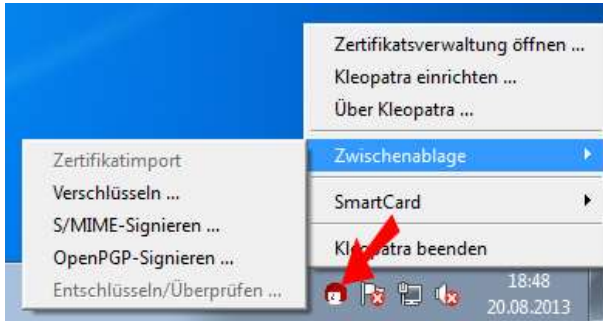 Zertifikatsverwaltung öffnen ...
Kleopatra einrichten ...
Über Kleopatra ...
Zwischenablage
SmartCard
Kleopatra beenden
Zertifikatimport
Verschlüsseln ...
S/MIME-Signieren ...
OpenPGP-Signieren ...
Entschlüsseln/Überprüfen ...
18:48
20.08.2013